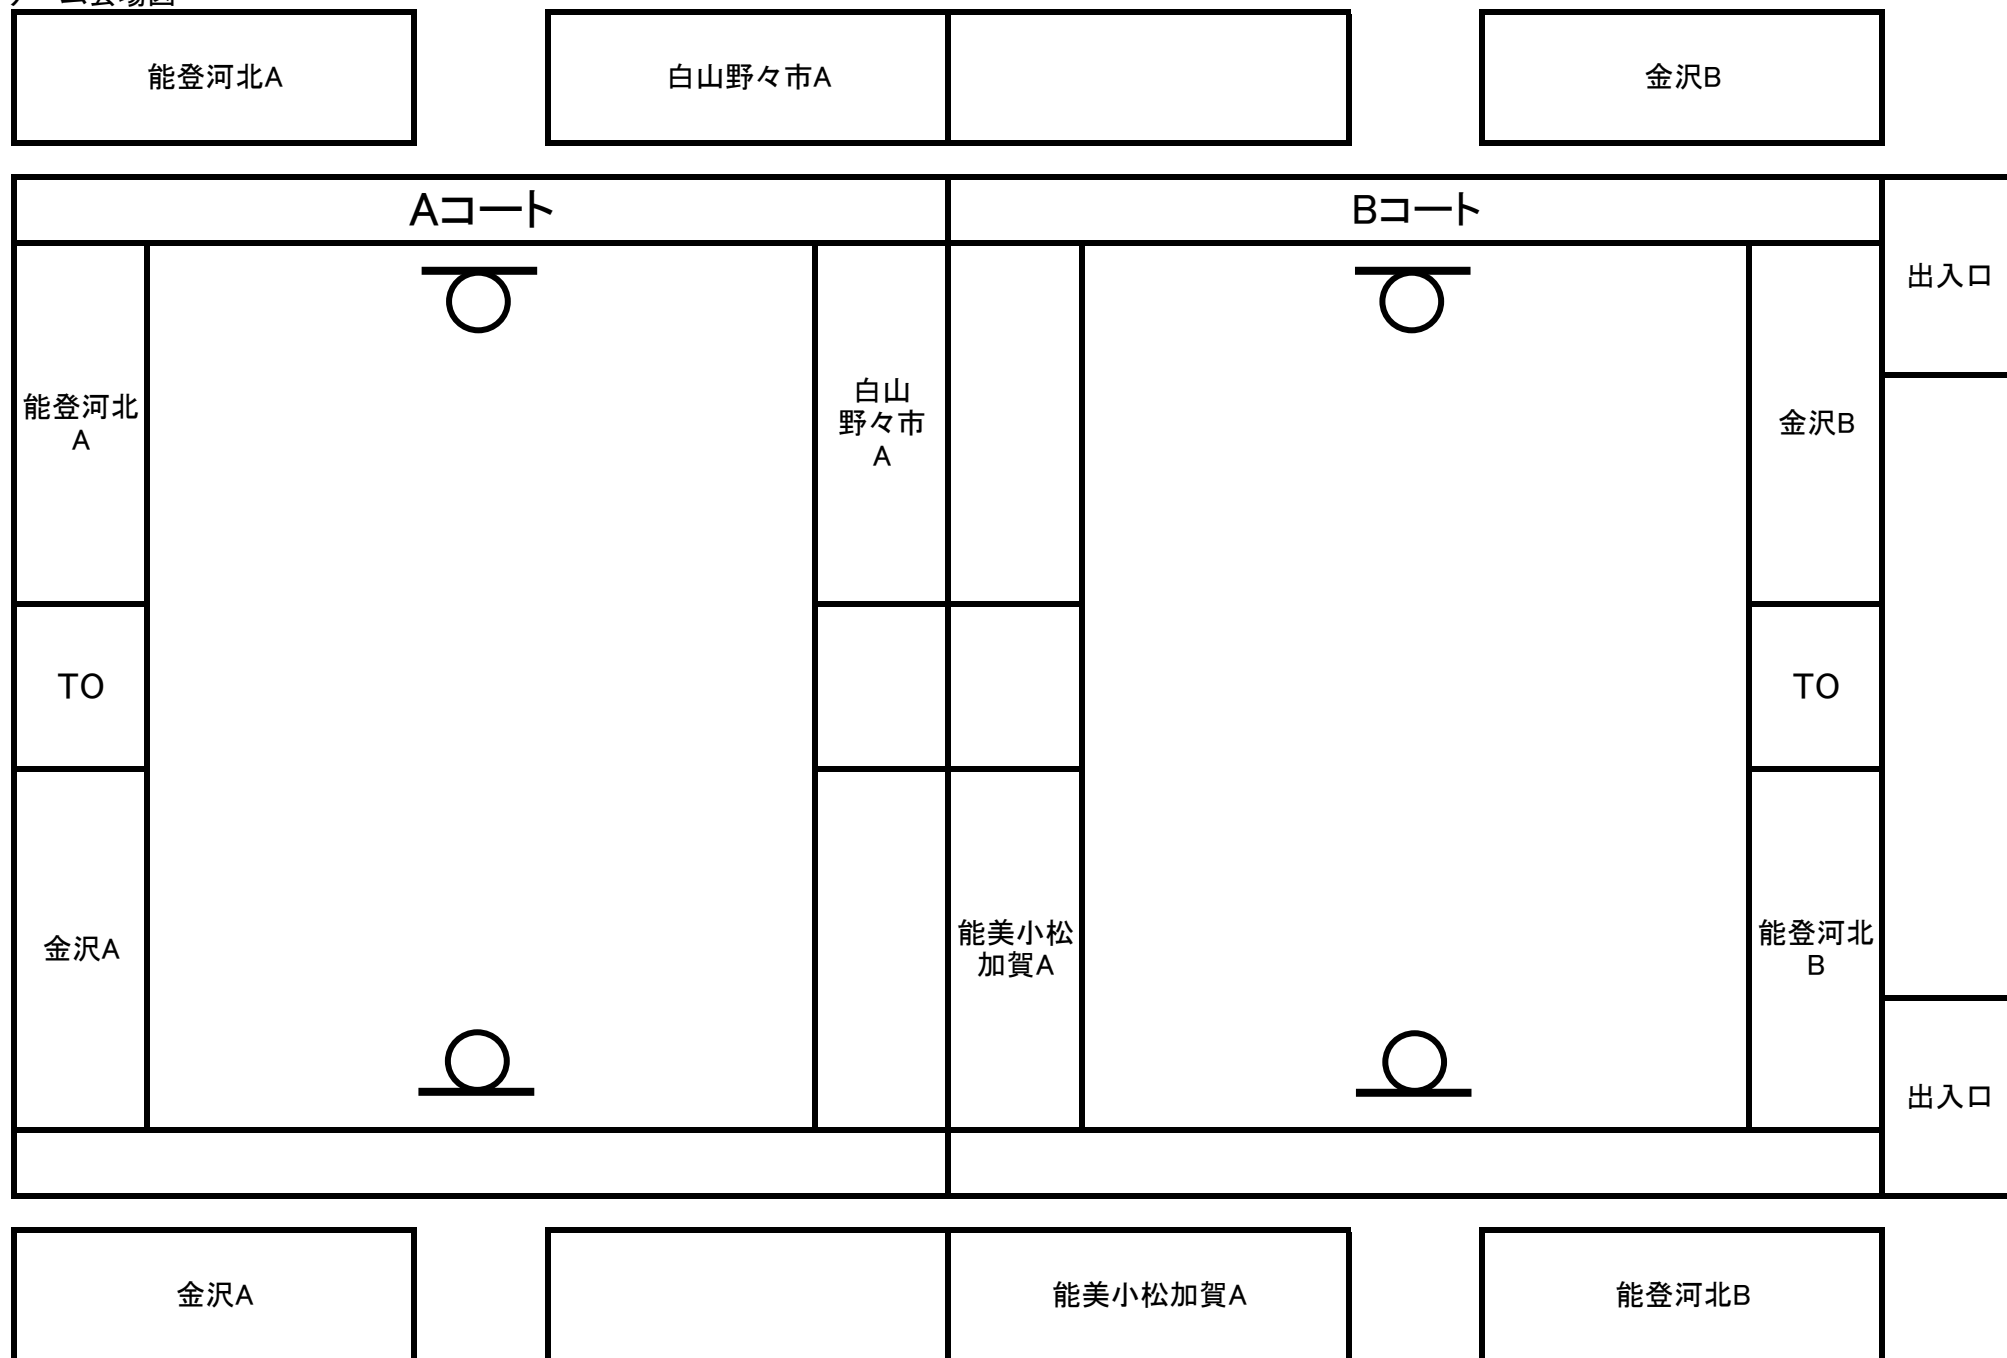 能登河北A
白山野々市A
金沢B
Aコート
Bコート
出入口
能登河北
A
白山
野々市
A
金沢B
TO
TO
金沢A
能美小松
加賀A
能登河北
B
出入口
金沢A
能美小松加賀A
能登河北B